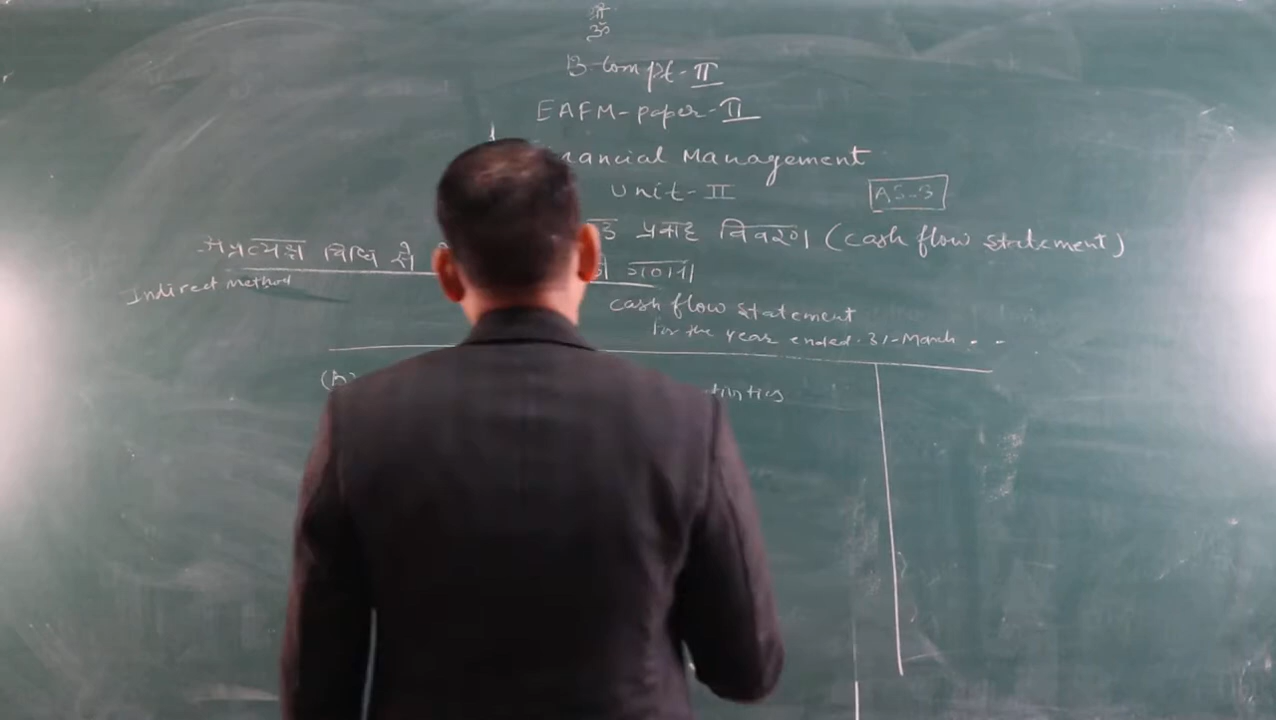 ॐ
B.Com pt-II
EAFM-paper-II
Financial Management
Unit-II
AS-3
प्रवाह विवरण (cash flow statement)
अप्रत्यक्ष विधि से गणना
Indirect method
cash flow statement
for the year ended 31-March